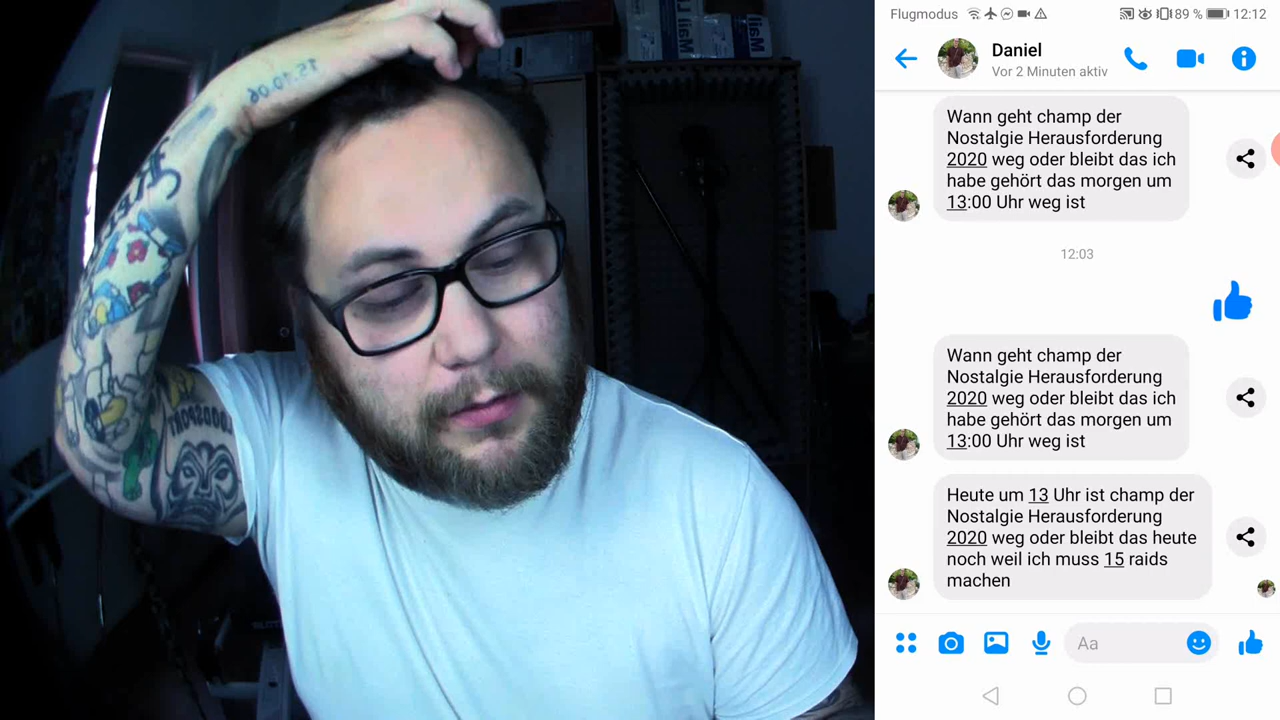 15.10.06
Flugmodus
89 %
12:12
Daniel
Vor 2 Minuten aktiv
Wann geht champ der
Nostalgie Herausforderung
2020 weg oder bleibt das ich
habe gehört das morgen um
13:00 Uhr weg ist
12:03
Wann geht champ der
Nostalgie Herausforderung
2020 weg oder bleibt das ich
habe gehört das morgen um
13:00 Uhr weg ist
Heute um 13 Uhr ist champ der
Nostalgie Herausforderung
2020 weg oder bleibt das heute
noch weil ich muss 15 raids
machen
Aa